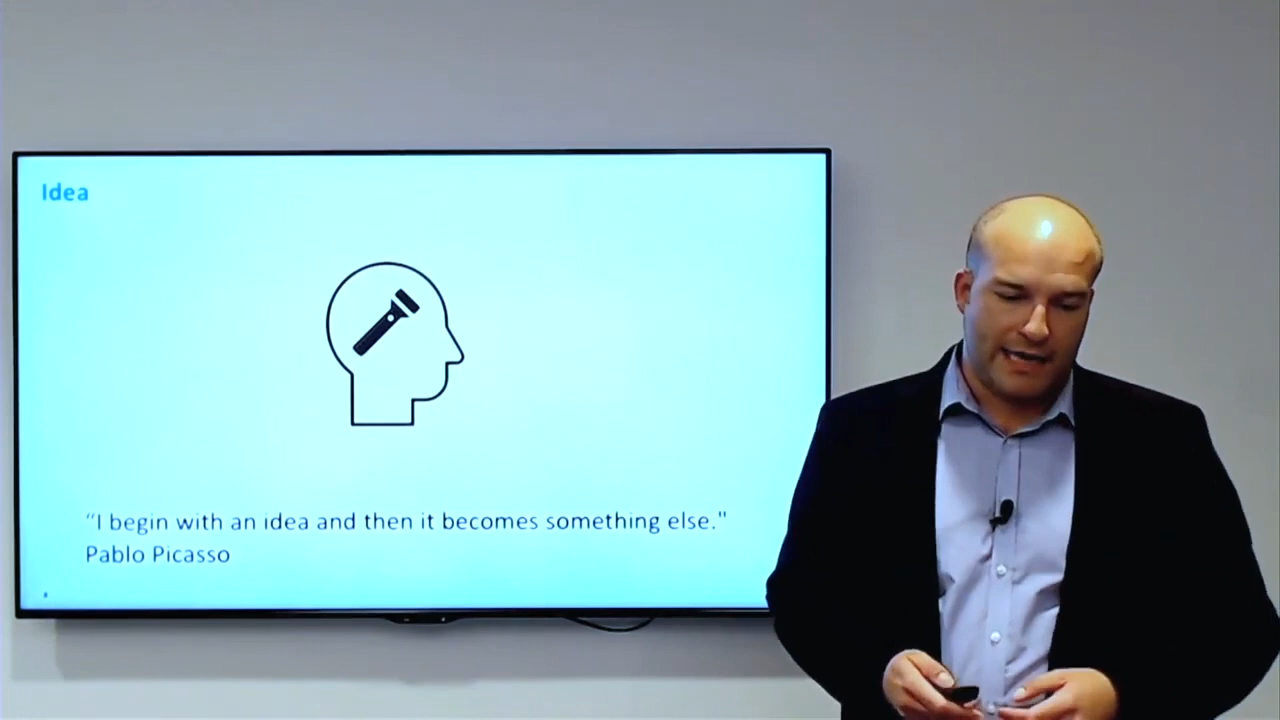 Idea
“I begin with an idea and then it becomes something else."
Pablo Picasso